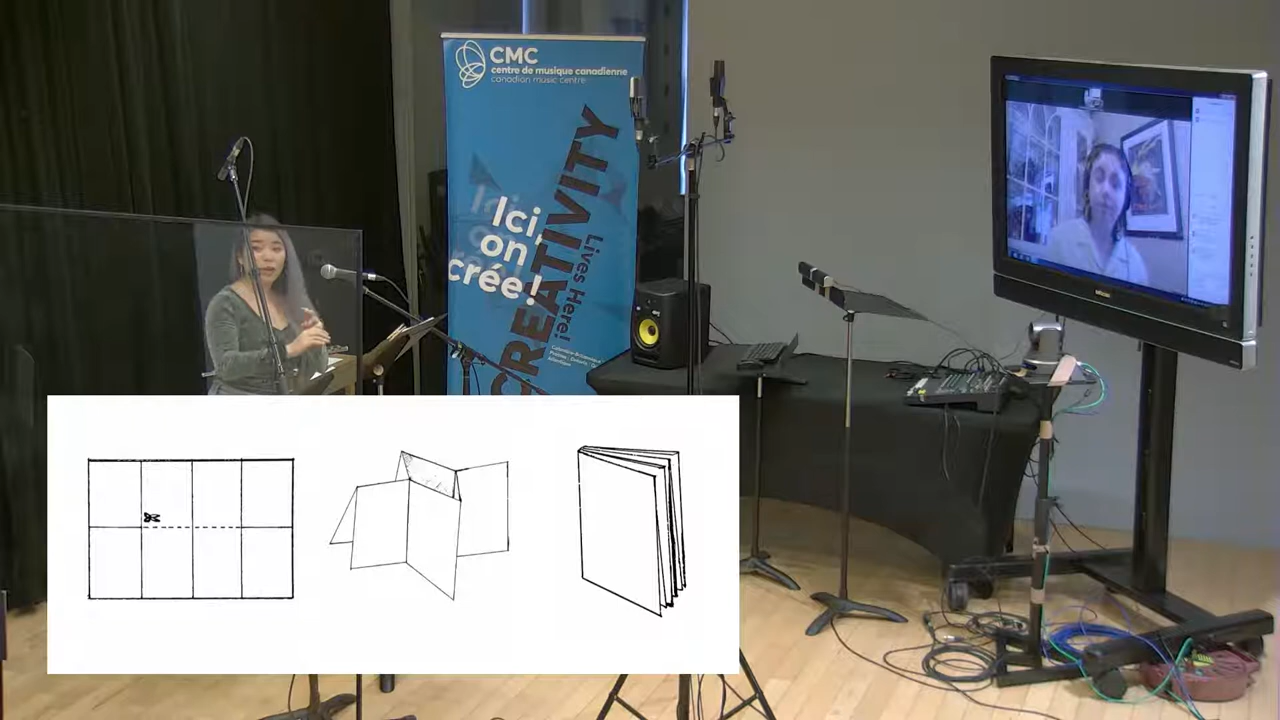 CMC
centre de musique canadienne
canadian music centre
Ici,
on
crée!
CREATIVITY
Lives Here!